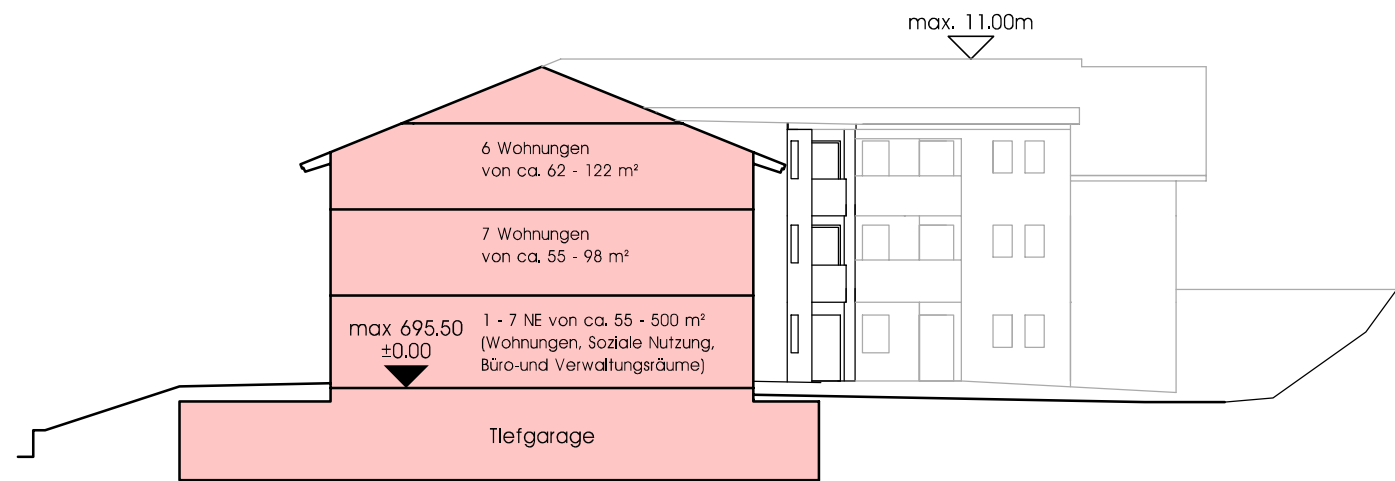 max. 11.00m
6 Wohnungen
von ca. 62 - 122 m²
7 Wohnungen
von ca. 55 - 98 m²
max 695.50
±0.00
1 - 7 NE von ca. 55 - 500 m²
(Wohnungen, Soziale Nutzung,
Büro-und Verwaltungsräume)
Tiefgarage